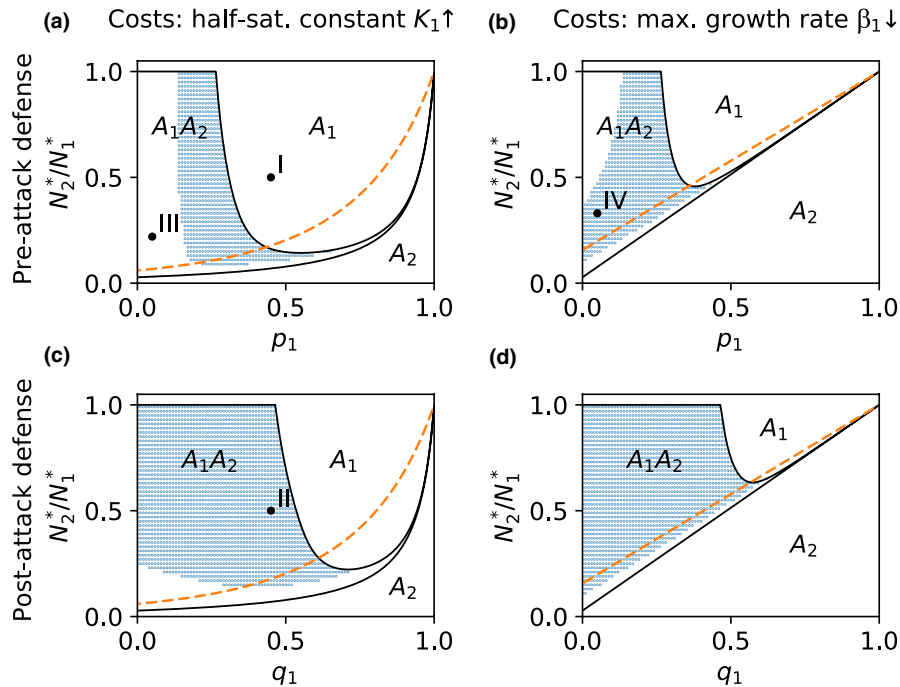 (a) Costs: half-sat. constant K₁↑
(b) Costs: max. growth rate β₁↓
Pre-attack defense
N₂*/N₁*
1.0
0.5
0.0
A₁A₂
A₁
I
III
A₂
0.0 0.5 1.0
p₁
N₂*/N₁*
1.0
0.5
0.0
A₁A₂
A₁
IV
A₂
0.0 0.5 1.0
p₁
(c)
Post-attack defense
N₂*/N₁*
1.0
0.5
0.0
A₁A₂
A₁
II
A₂
0.0 0.5 1.0
q₁
(d)
N₂*/N₁*
1.0
0.5
0.0
A₁A₂
A₁
A₂
0.0 0.5 1.0
q₁